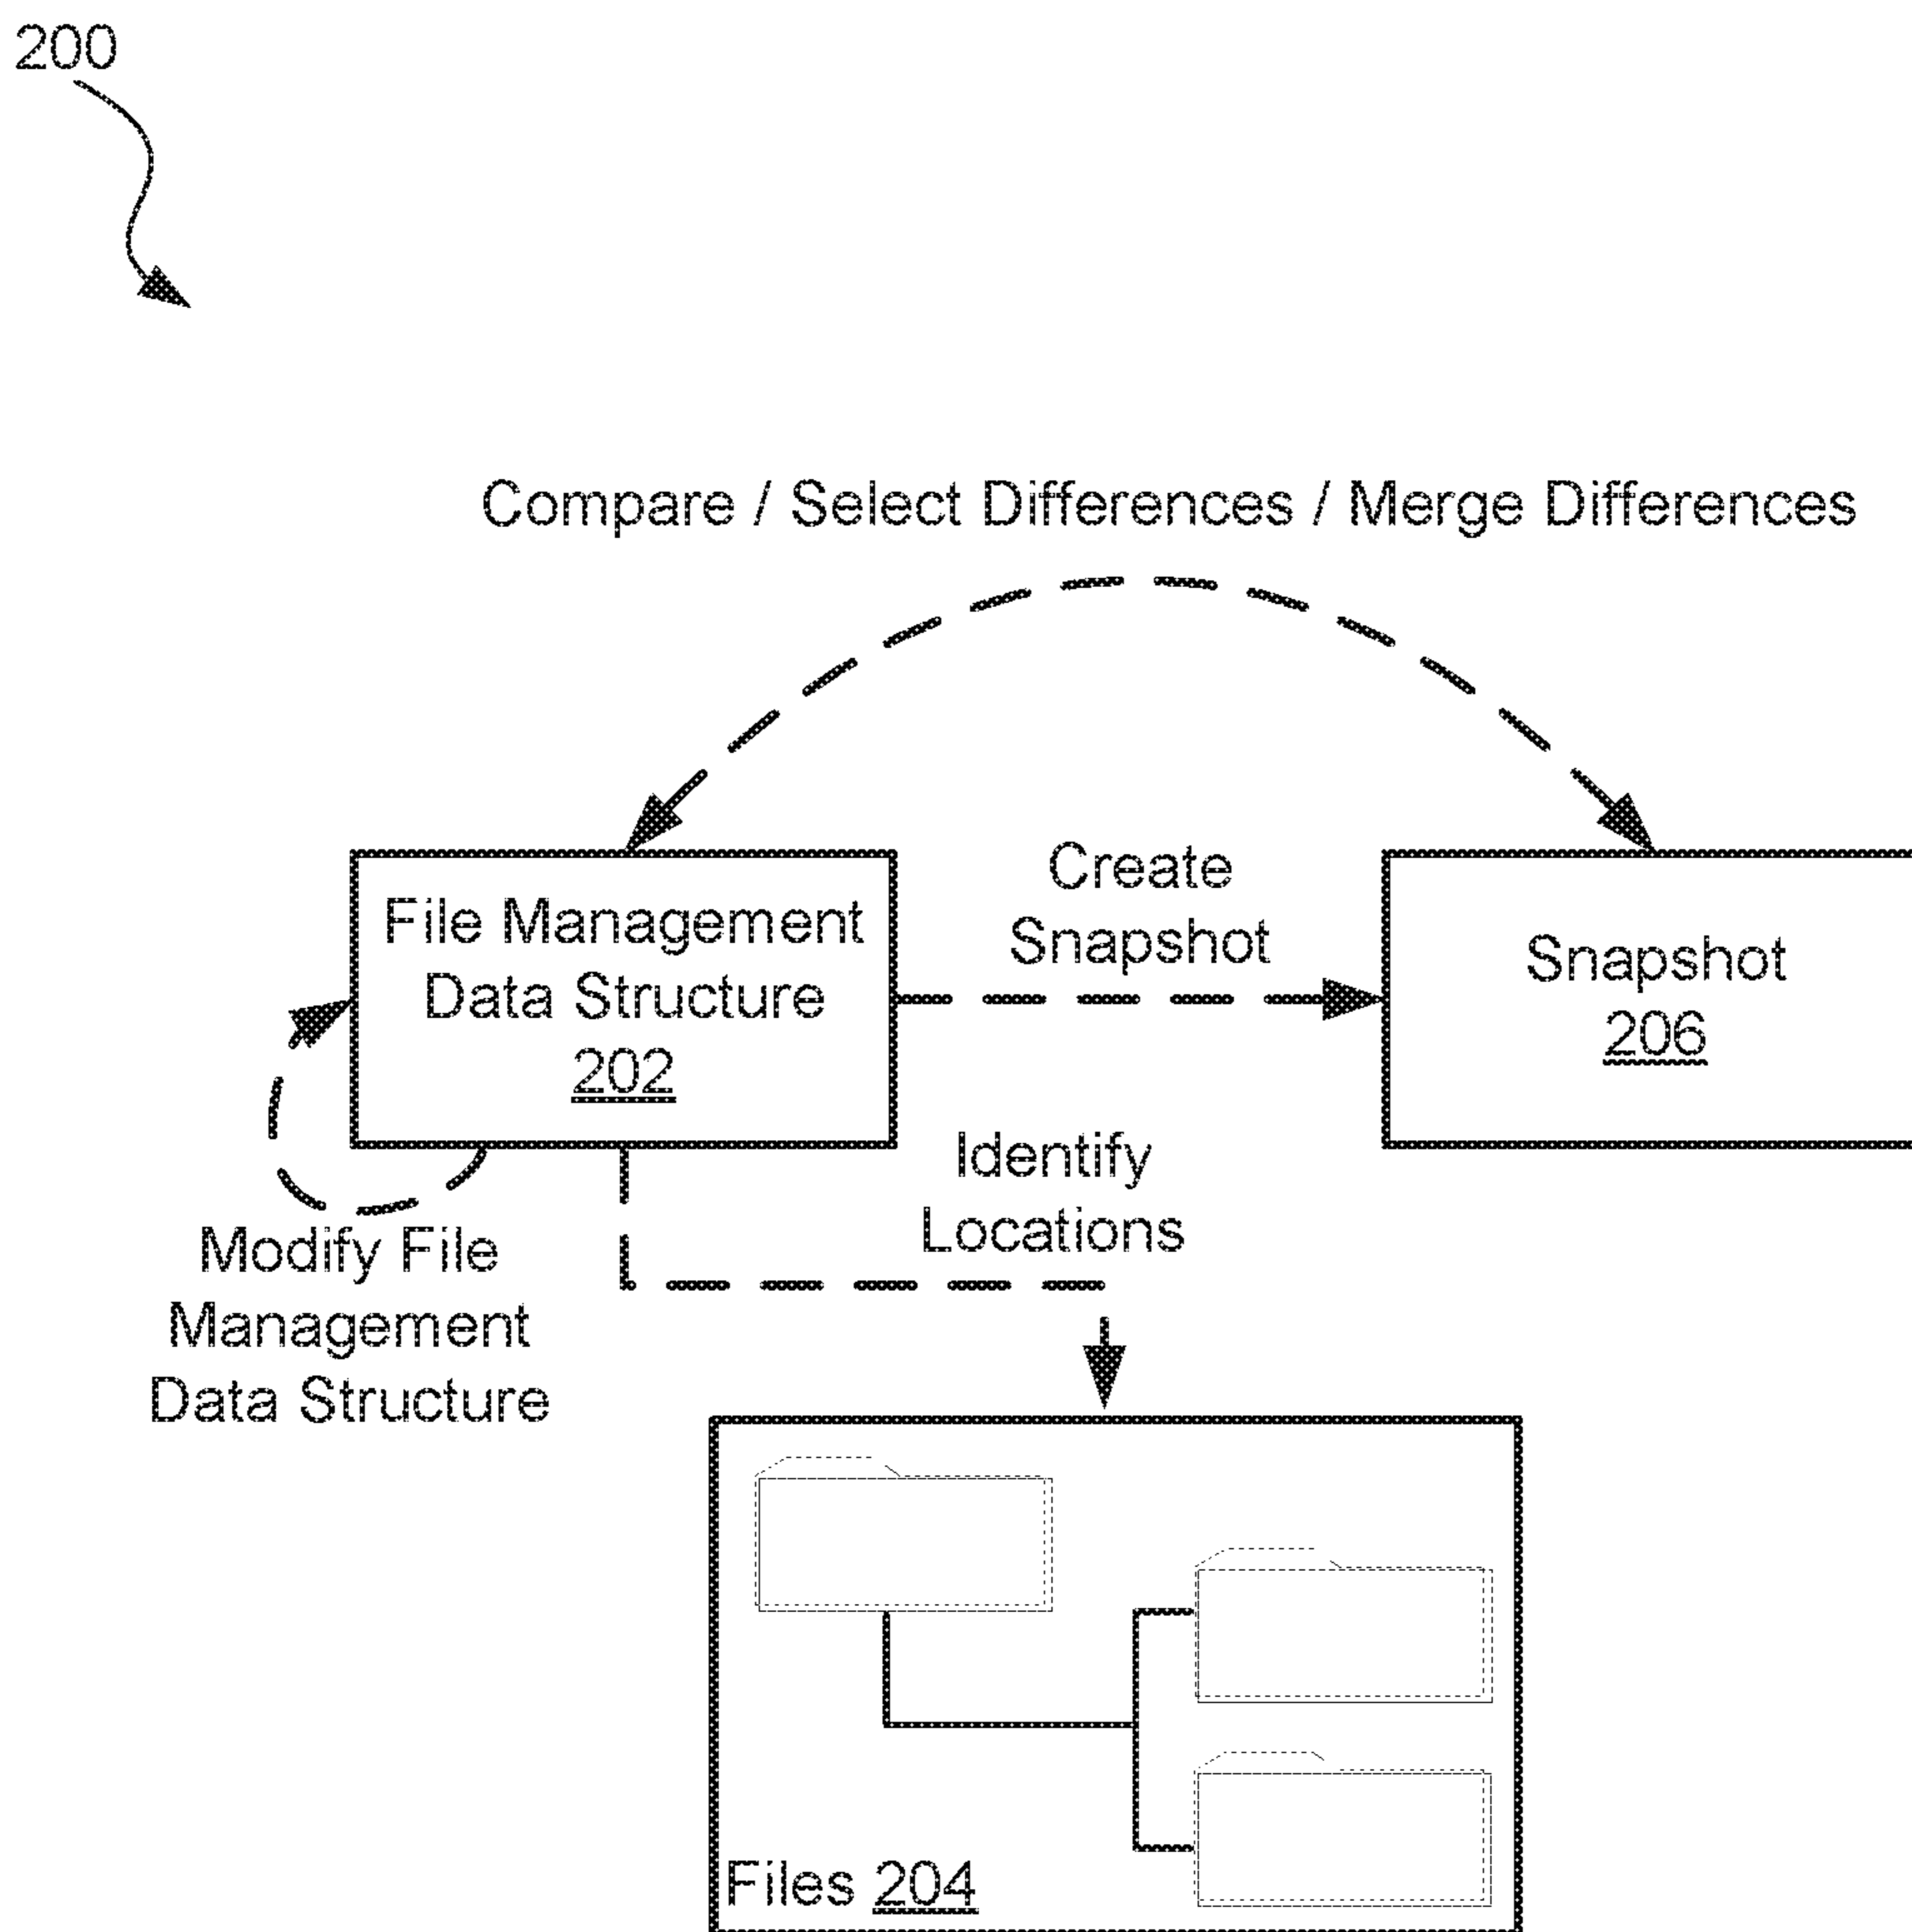 200
Compare / Select Differences / Merge Differences
File Management
Data Structure
202
Create
Snapshot
Snapshot
206
Identify
Locations
Modify File
Management
Data Structure
Files 204